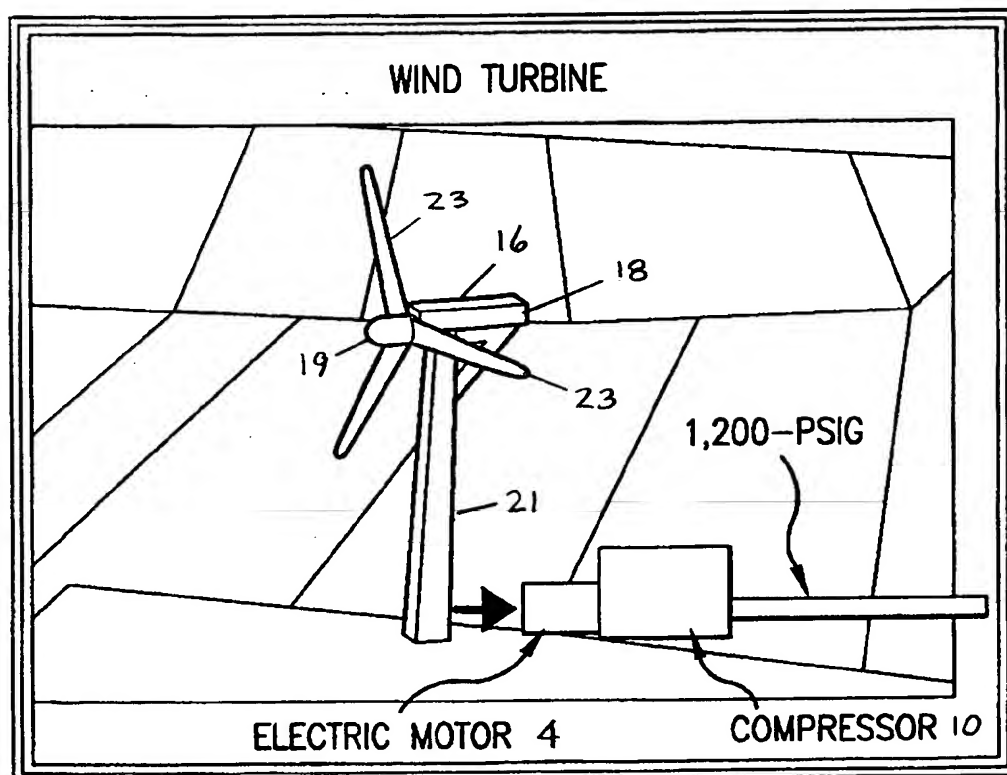 WIND TURBINE
23
16
18
19
23
1,200-PSIG
21
ELECTRIC MOTOR 4
COMPRESSOR 10